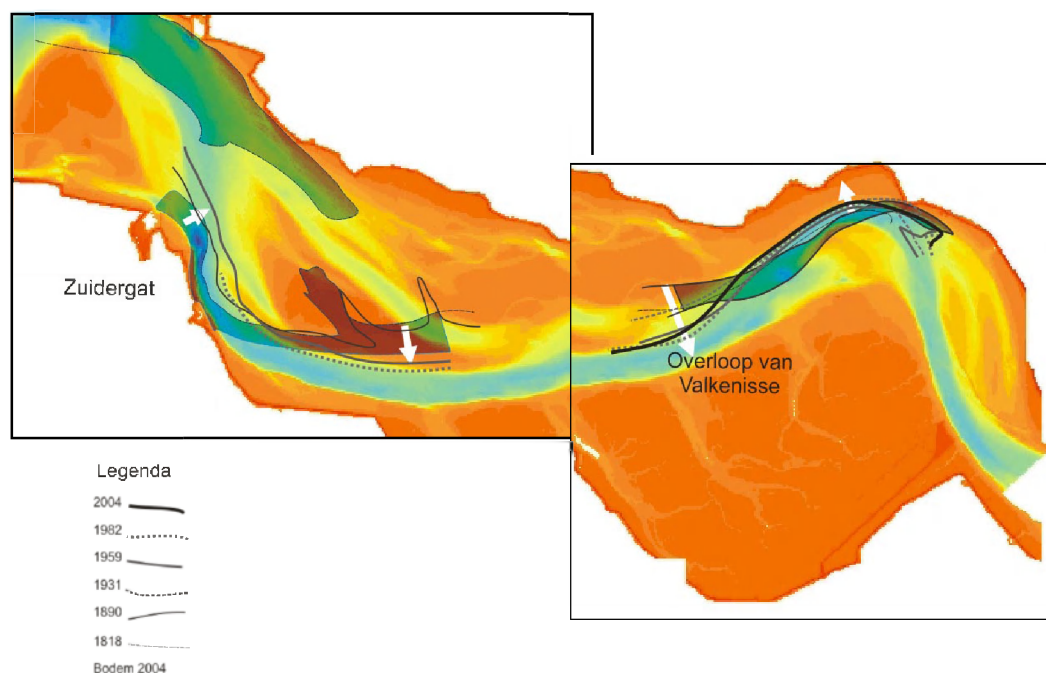 Zuidergat
Overloop van
Valkenisse
Legenda
2004
1982
1959
1931
1890
1818
Bodem 2004